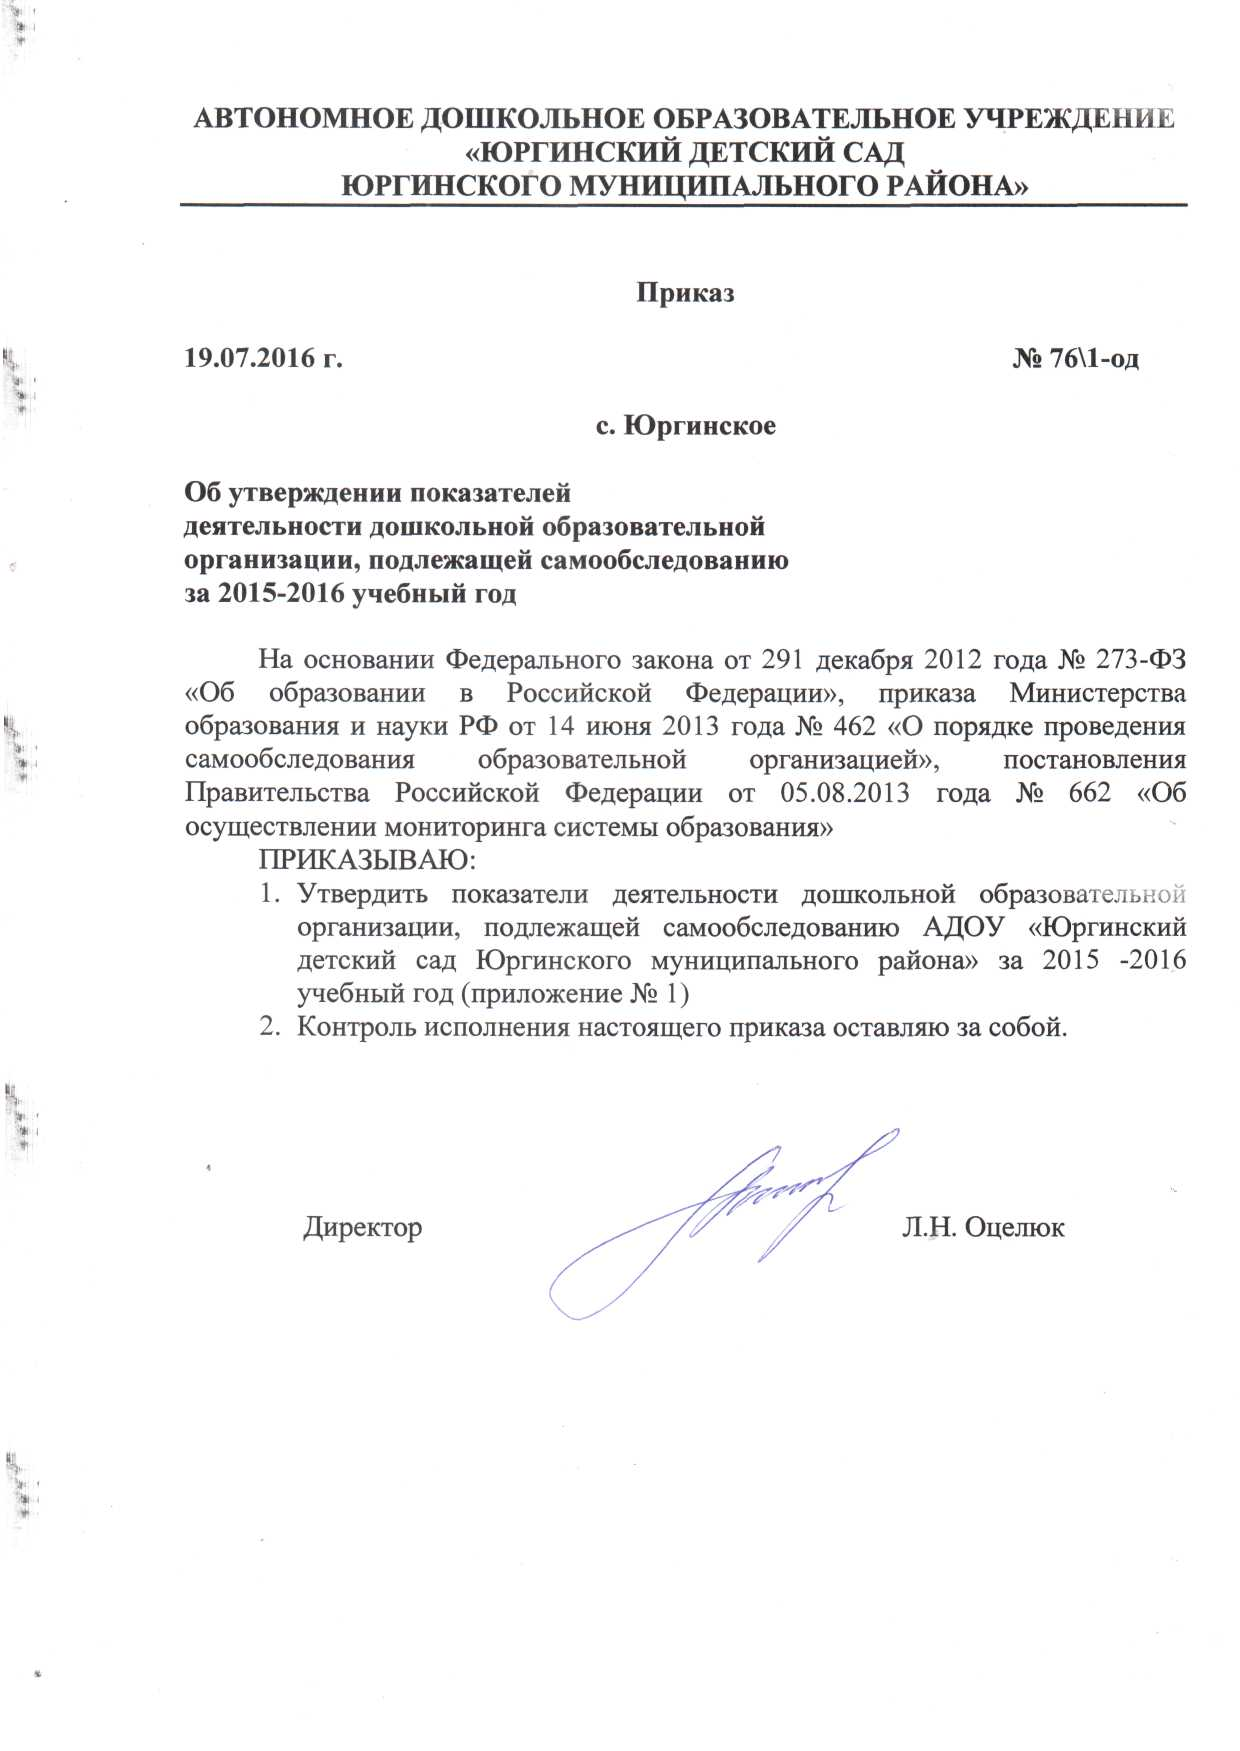 АВТОНОМНОЕ ДОШКОЛЬНОЕ ОБРАЗОВАТЕЛЬНОЕ УЧРЕЖДЕНИЕ
«ЮРГИНСКИЙ ДЕТСКИЙ САД
ЮРГИНСКОГО МУНИЦИПАЛЬНОГО РАЙОНА»
Приказ
19.07.2016 г. № 76\1-од
с. Юргинское
Об утверждении показателей
деятельности дошкольной образовательной
организации, подлежащей самообследованию
за 2015-2016 учебный год
На основании Федерального закона от 291 декабря 2012 года № 273-ФЗ
«Об образовании в Российской Федерации», приказа Министерства
образования и науки РФ от 14 июня 2013 года № 462 «О порядке проведения
самообследования образовательной организацией», постановления
Правительства Российской Федерации от 05.08.2013 года № 662 «Об
осуществлении мониторинга системы образования»
ПРИКАЗЫВАЮ:
1. Утвердить показатели деятельности дошкольной образовательной
организации, подлежащей самообследованию АДОУ «Юргинский
детский сад Юргинского муниципального района» за 2015 -2016
учебный год (приложение № 1)
2. Контроль исполнения настоящего приказа оставляю за собой.
Директор Л.Н. Оцелюк